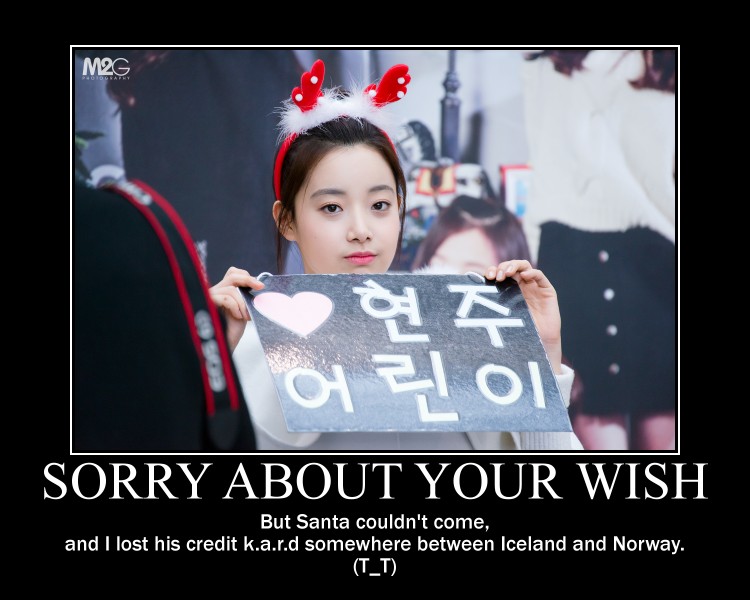 M2G
PHOTOGRAPHY
현주
어린이
SORRY ABOUT YOUR WISH
But Santa couldn't come,
and I lost his credit k.a.r.d somewhere between Iceland and Norway.
(T_T)